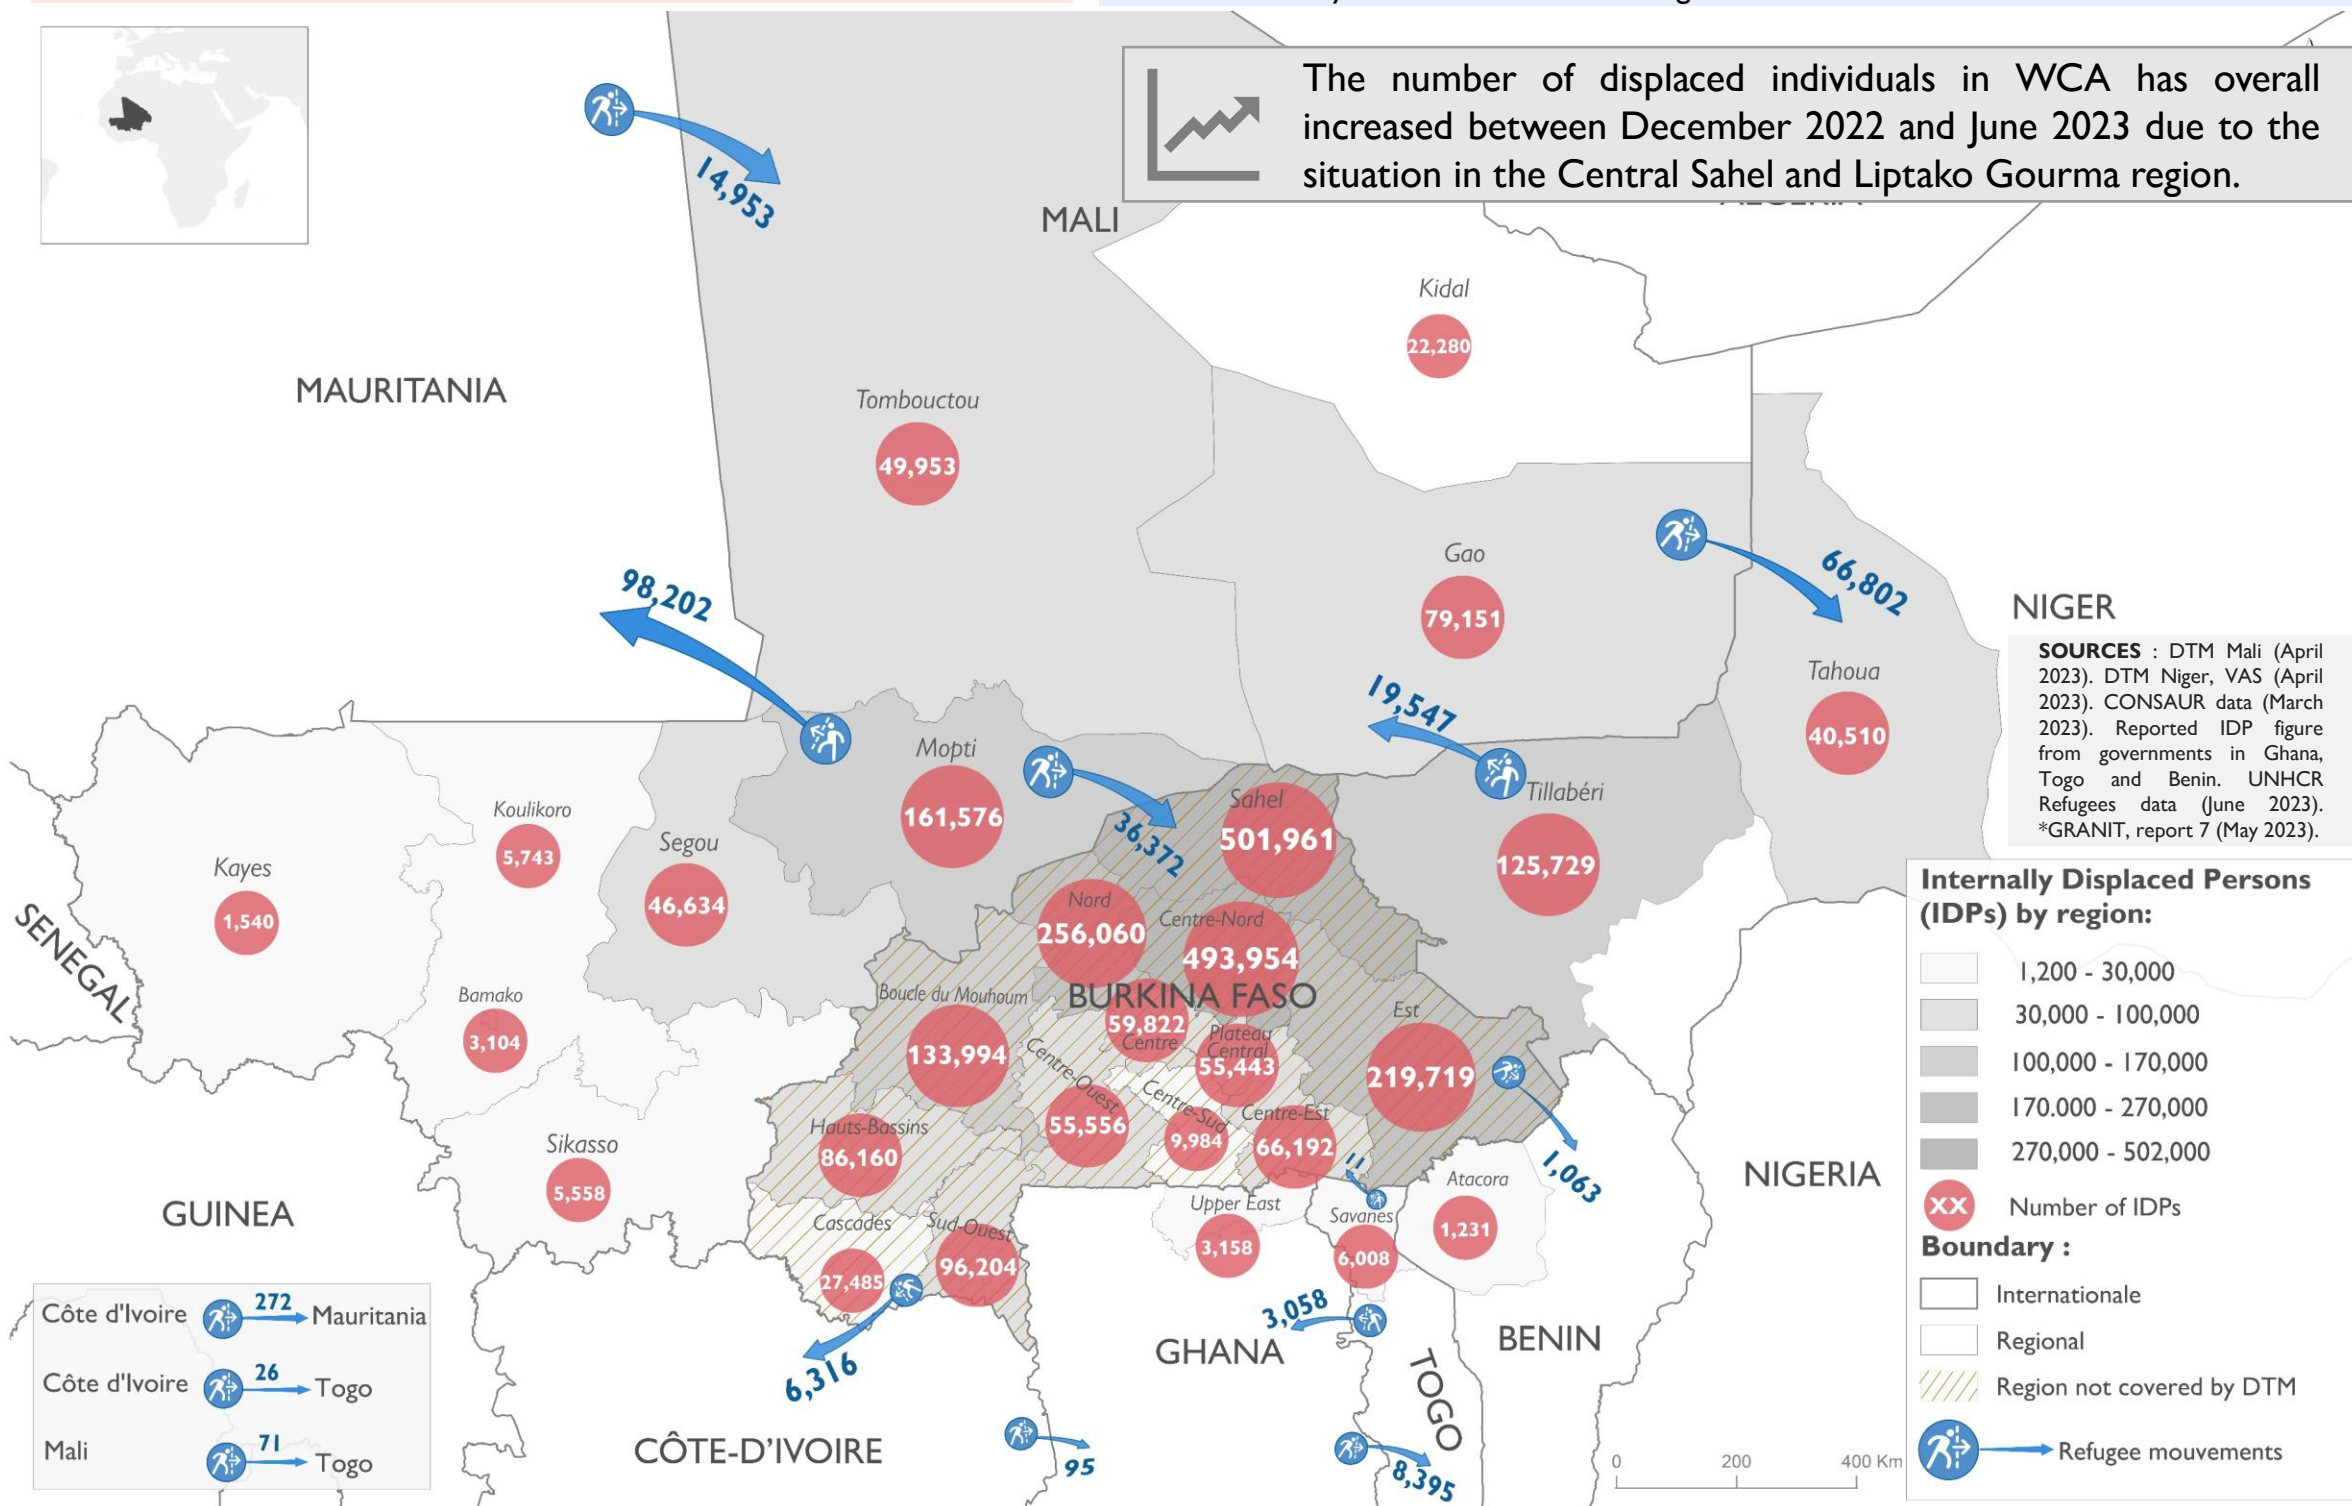 The number of displaced individuals in WCA has overall
increased between December 2022 and June 2023 due to the
situation in the Central Sahel and Liptako Gourma region.
14,953
MALI
Kidal
22,280
MAURITANIA
Tombouctou
49,953
98,202
Gao
79,151
66,802
NIGER
SOURCES : DTM Mali (April
2023). DTM Niger, VAS (April
2023). CONSAUR data (March
2023). Reported IDP figure
from governments in Ghana,
Togo and Benin. UNHCR
Refugees data (June 2023).
*GRANIT, report 7 (May 2023).
Tahoua
40,510
19,547
Mopti
161,576
36,372
Sahel
501,961
Tillabéri
125,729
Koulikoro
5,743
Segou
46,634
Kayes
1,540
SENEGAL
Nord
256,060
Centre-Nord
493,954
BURKINA FASO
Bamako
3,104
Boucle du Mouhoum
133,994
59,822
Centre
Plateau
Central
55,443
Est
219,719
Centre-Ouest
55,556
Centre-Sud
9,984
Centre-Est
66,192
Hauts-Bassins
86,160
11
1,063
Sikasso
5,558
GUINEA
Cascades
27,485
Sud-Ouest
96,204
Upper East
3,158
Savanes
6,008
Atacora
1,231
NIGERIA
6,316
3,058
GHANA
TOGO
BENIN
CÔTE-D'IVOIRE
95
8,395
Côte d'Ivoire 272 Mauritania
Côte d'Ivoire 26 Togo
Mali 71 Togo
0 200 400 Km
Internally Displaced Persons
(IDPs) by region:
1,200 - 30,000
30,000 - 100,000
100,000 - 170,000
170.000 - 270,000
270,000 - 502,000
XX Number of IDPs
Boundary :
Internationale
Regional
Region not covered by DTM
Refugee mouvements